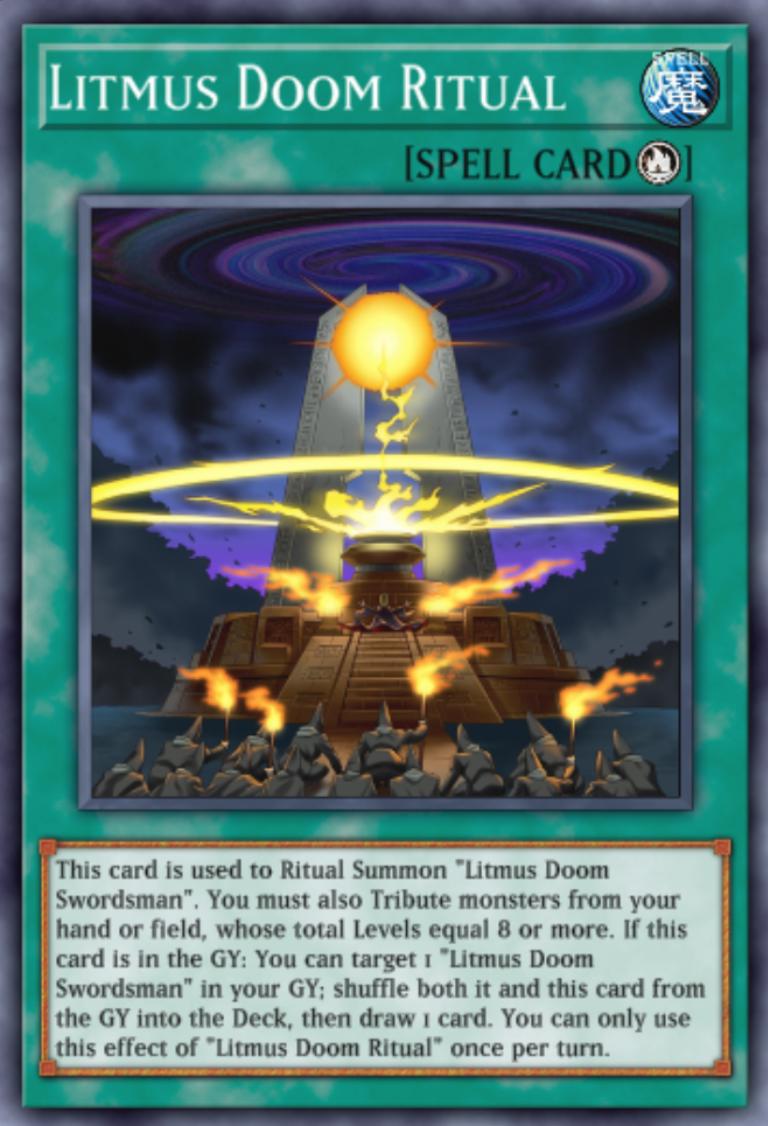 LITMUS DOOM RITUAL
SPELL
魔
[SPELL CARD]
This card is used to Ritual Summon "Litmus Doom
Swordsman". You must also Tribute monsters from your
hand or field, whose total Levels equal 8 or more. If this
card is in the GY: You can target 1 "Litmus Doom
Swordsman" in your GY; shuffle both it and this card from
the GY into the Deck, then draw 1 card. You can only use
this effect of "Litmus Doom Ritual" once per turn.